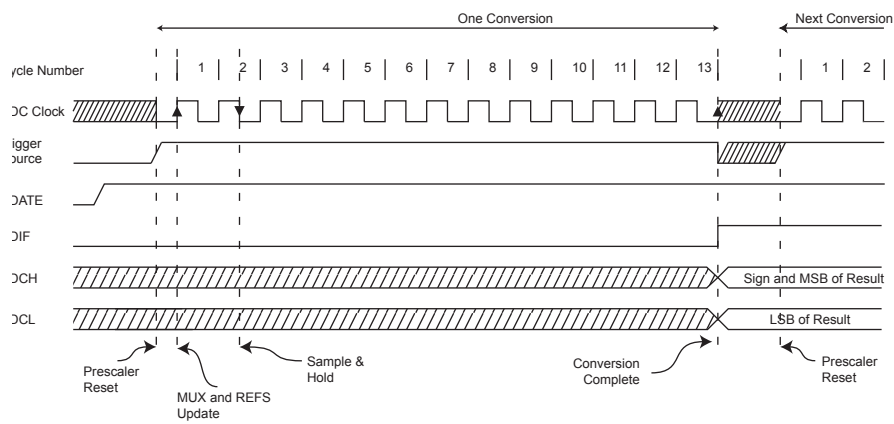 One Conversion
Next Conversion
ycle Number
1 2 3 4 5 6 7 8 9 10 11 12 13 1 2
DC Clock
rigger
ource
DATE
DIF
DCH
Sign and MSB of Result
DCL
LSB of Result
Prescaler
Reset
MUX and REFS
Update
Sample &
Hold
Conversion
Complete
Prescaler
Reset